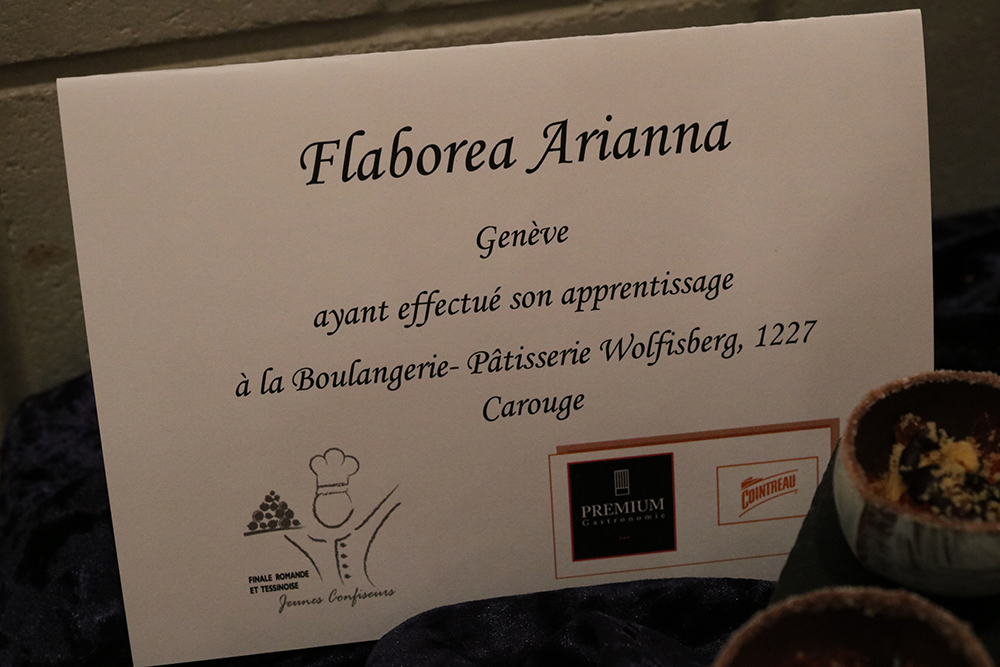 Flaborea Arianna
Genève
ayant effectué son apprentissage
à la Boulangerie- Pâtisserie Wolfisberg, 1227
Carouge
FINALE ROMANDE
ET TESSINOISE
Jeunes Confiseurs
PREMIUM
Gastronomie
COINTREAU